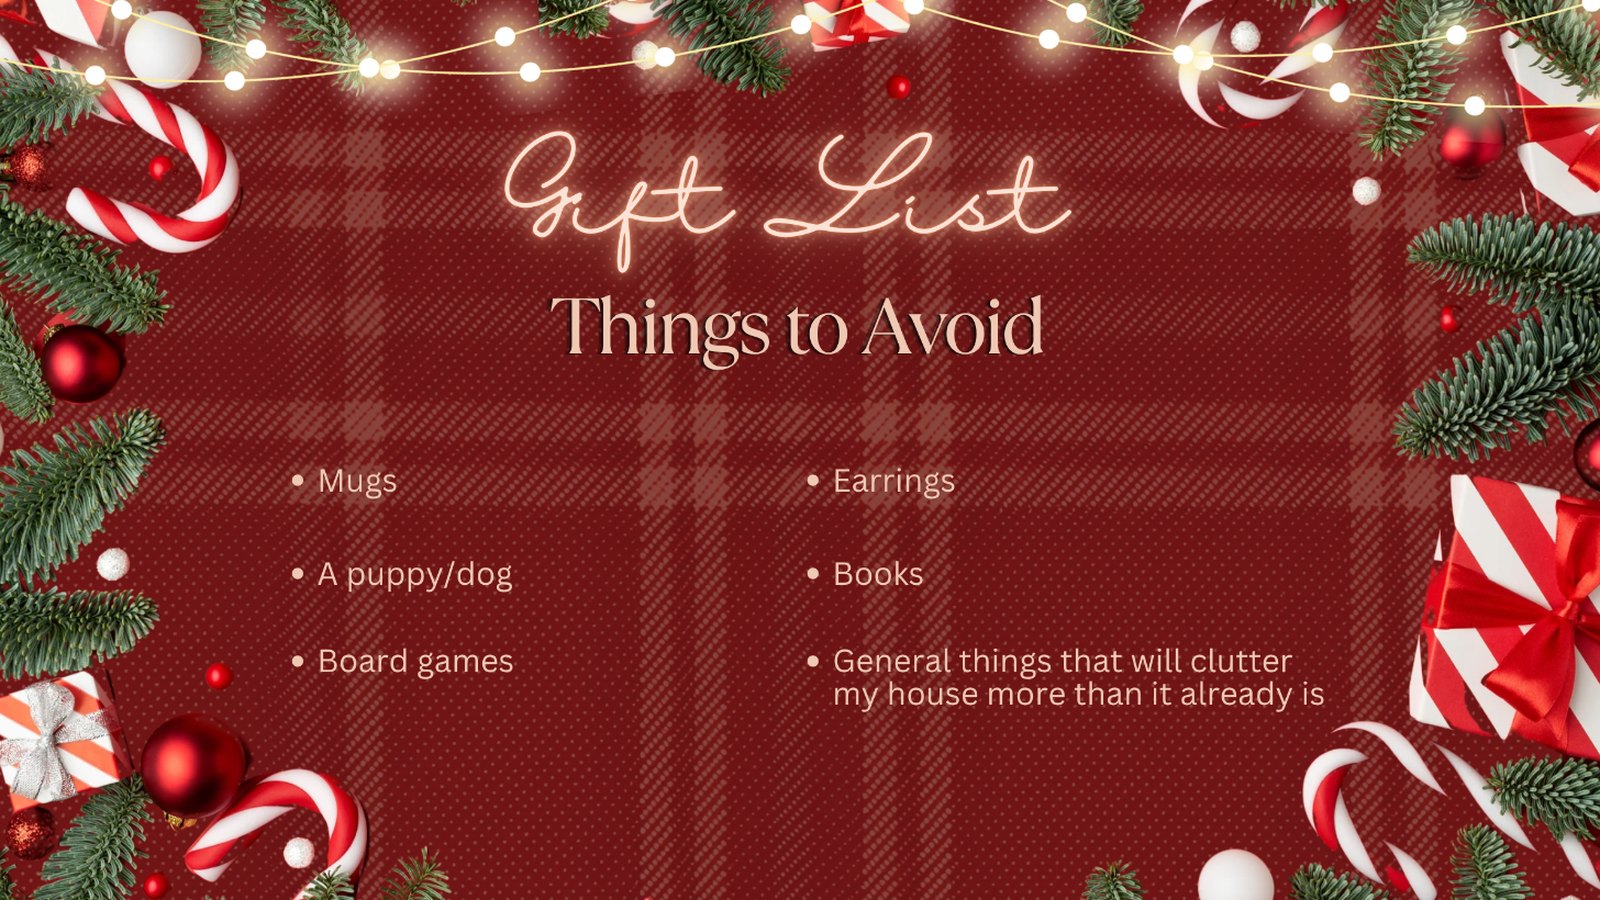 Gift List
Things to Avoid
• Mugs
• A puppy/dog
• Board games
• Earrings
• Books
• General things that will clutter
my house more than it already is